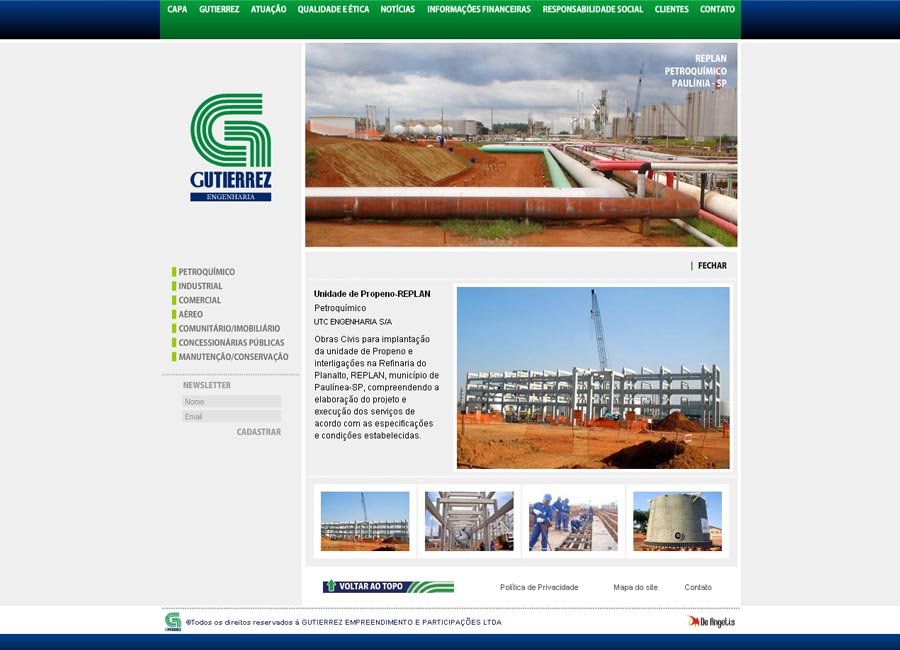 CAPA GUTIERREZ ATUAÇÃO QUALIDADE E ÉTICA NOTÍCIAS INFORMAÇÕES FINANCEIRAS RESPONSABILIDADE SOCIAL CLIENTES CONTATO
REPLAN
PETROQUÍMICO
PAULÍNIA - SP
GUTIERREZ
ENGENHARIA
FECHAR
PETROQUÍMICO
INDUSTRIAL
COMERCIAL
AÉREO
COMUNITÁRIO/IMOBILIÁRIO
CONCESSIONÁRIAS PÚBLICAS
MANUTENÇÃO/CONSERVAÇÃO
NEWSLETTER
Nome
Email
CADASTRAR
Unidade de Propeno-REPLAN
Petroquímico
UTC ENGENHARIA S/A
Obras Civis para implantação
da unidade de Propeno e
interligações na Refinaria do
Planalto, REPLAN, município de
Paulínea-SP, compreendendo a
elaboração do projeto e
execução dos serviços de
acordo com as especificações
e condições estabelecidas.
VOLTAR AO TOPO
Política de Privacidade Mapa do site Contato
®Todos os direitos reservados à GUTIERREZ EMPREENDIMENTO E PARTICIPAÇÕES LTDA
De Angelis